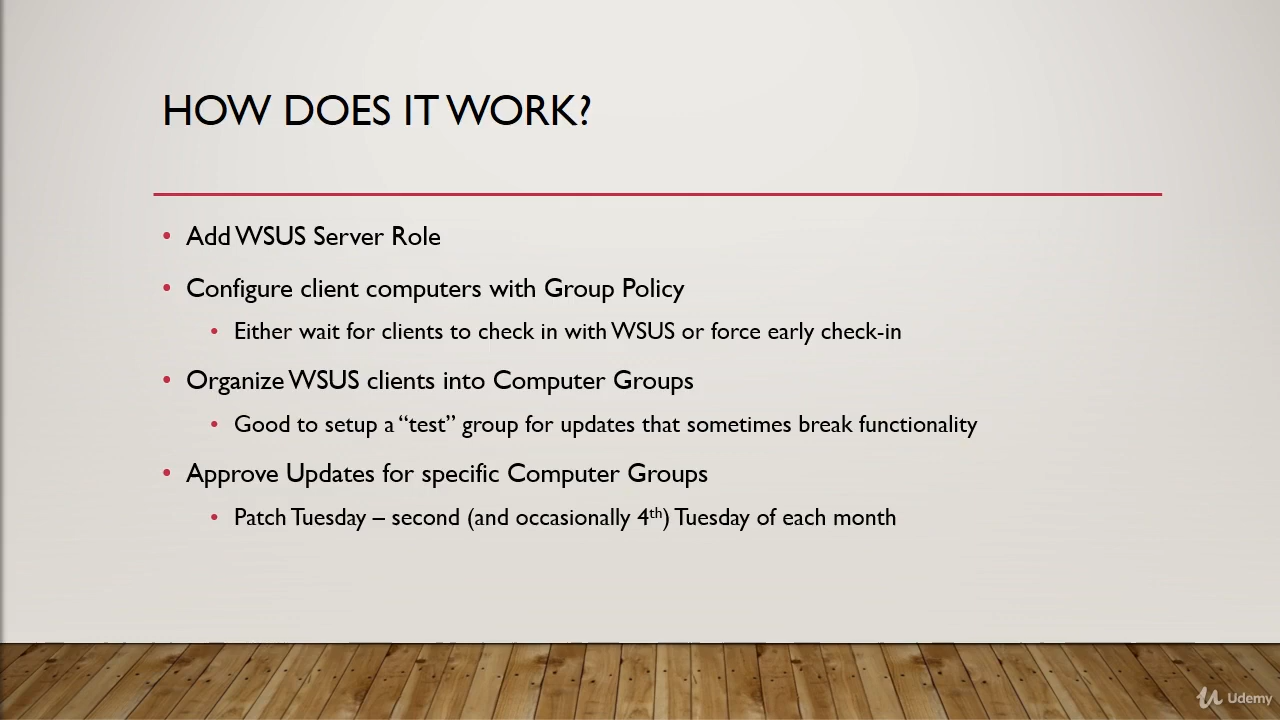 HOW DOES IT WORK?
• Add WSUS Server Role
• Configure client computers with Group Policy
• Either wait for clients to check in with WSUS or force early check-in
• Organize WSUS clients into Computer Groups
• Good to setup a “test” group for updates that sometimes break functionality
• Approve Updates for specific Computer Groups
• Patch Tuesday – second (and occasionally 4th) Tuesday of each month
Udemy